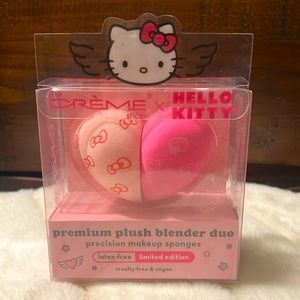 CRÈME
shop
x
HELLO
KITTY
premium plush blender duo
precision makeup sponges
latex-free
limited edition
cruelty-free & vegan